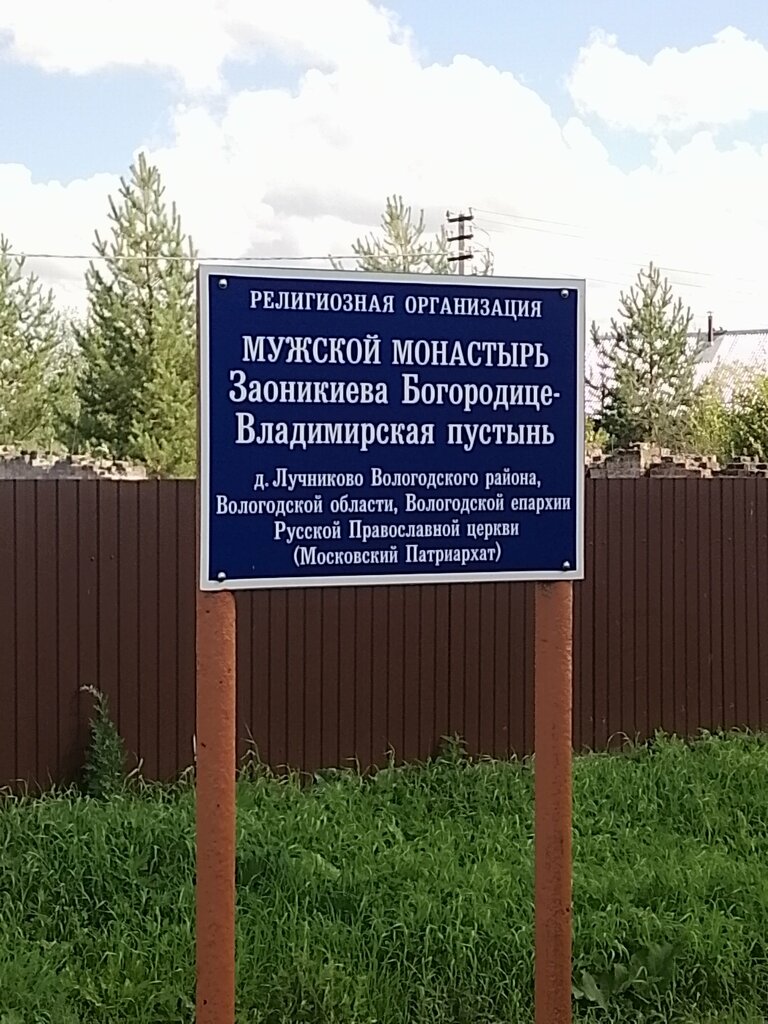 РЕЛИГИОЗНАЯ ОРГАНИЗАЦИЯ
МУЖСКОЙ МОНАСТЫРЬ
Заоникиева Богородице-
Владимирская пустынь
д. Лучниково Вологодского района,
Вологодской области, Вологодской епархии
Русской Православной церкви
(Московский Патриархат)